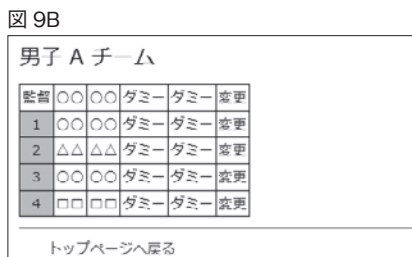 図 9B
男子 A チーム
監督 ○○ ○○ ダミー ダミー 変更
1 ○○ ○○ ダミー ダミー 変更
2 △△ △△ ダミー ダミー 変更
3 ○○ ○○ ダミー ダミー 変更
4 □□ □□ ダミー ダミー 変更
トップページへ戻る